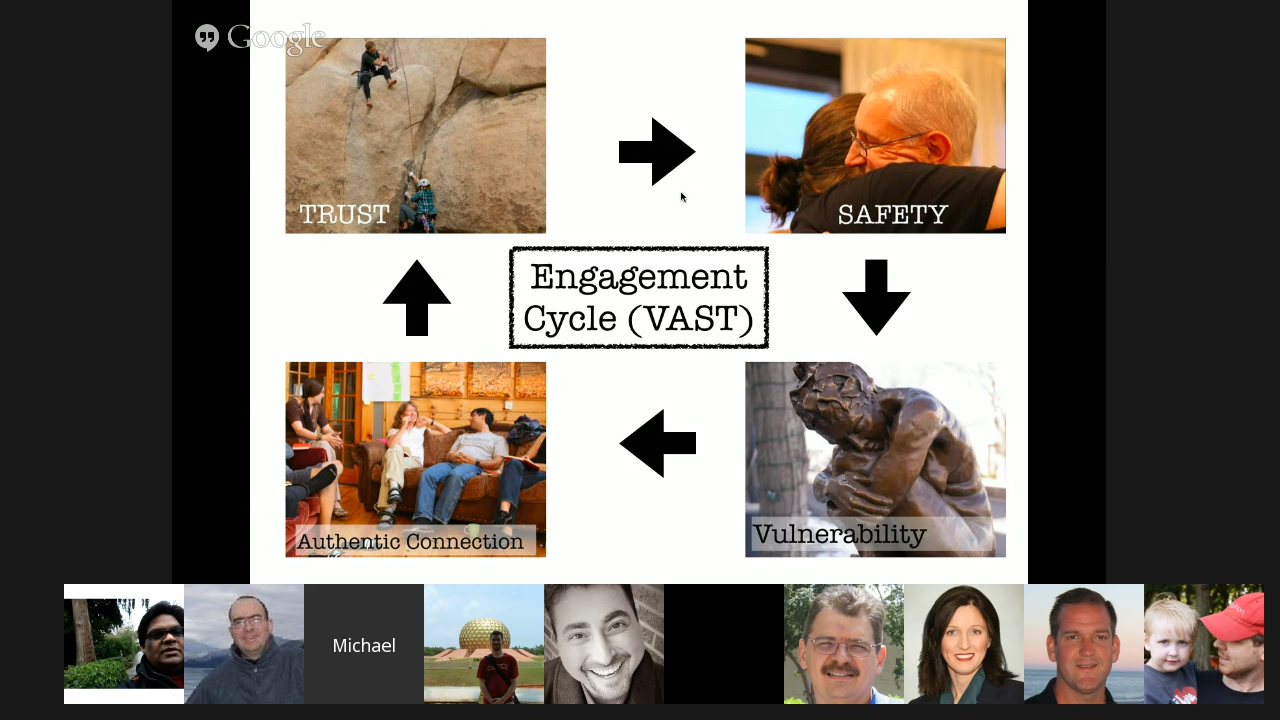 Google
TRUST
SAFETY
Engagement
Cycle (VAST)
Authentic Connection
Vulnerability
Michael